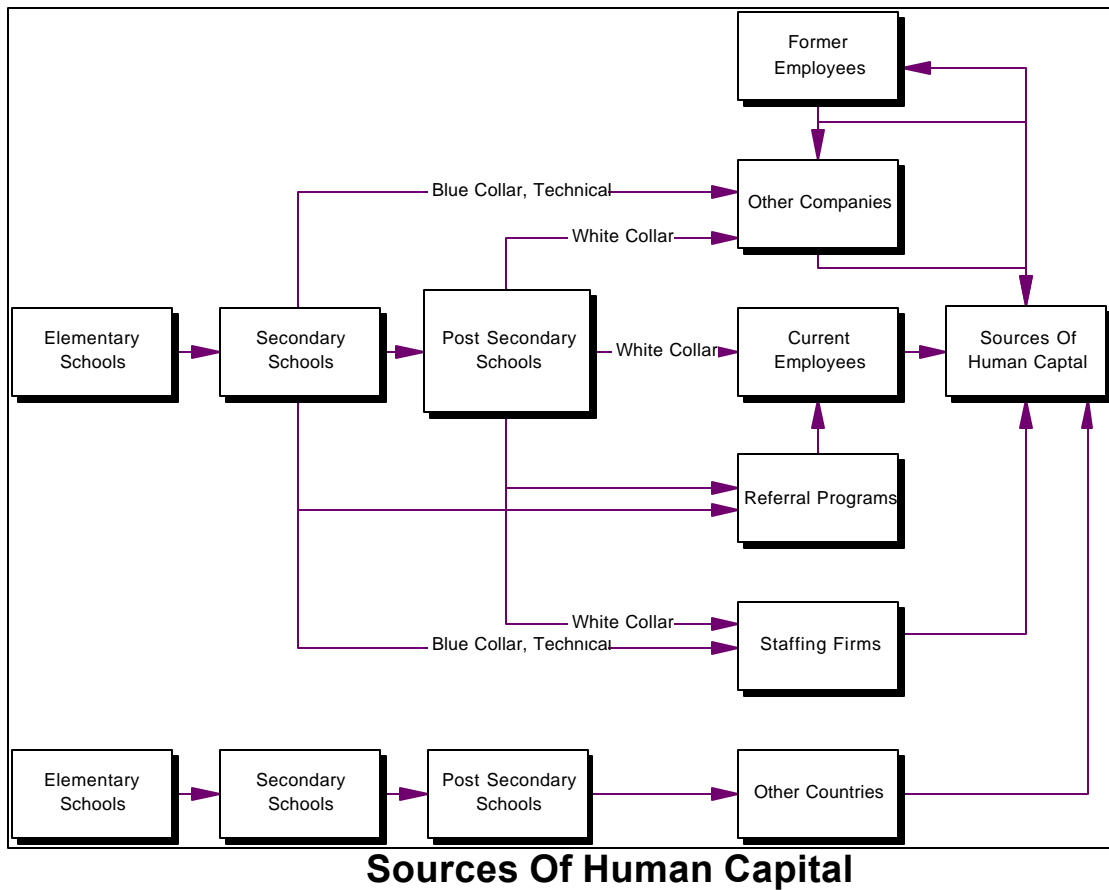 Former
Employees
Blue Collar, Technical
Other Companies
White Collar
Elementary
Schools
Secondary
Schools
Post Secondary
Schools
White Collar
Current
Employees
Sources Of
Human Captal
Referral Programs
White Collar
Blue Collar, Technical
Staffing Firms
Elementary
Schools
Secondary
Schools
Post Secondary
Schools
Other Countries
Sources Of Human Capital